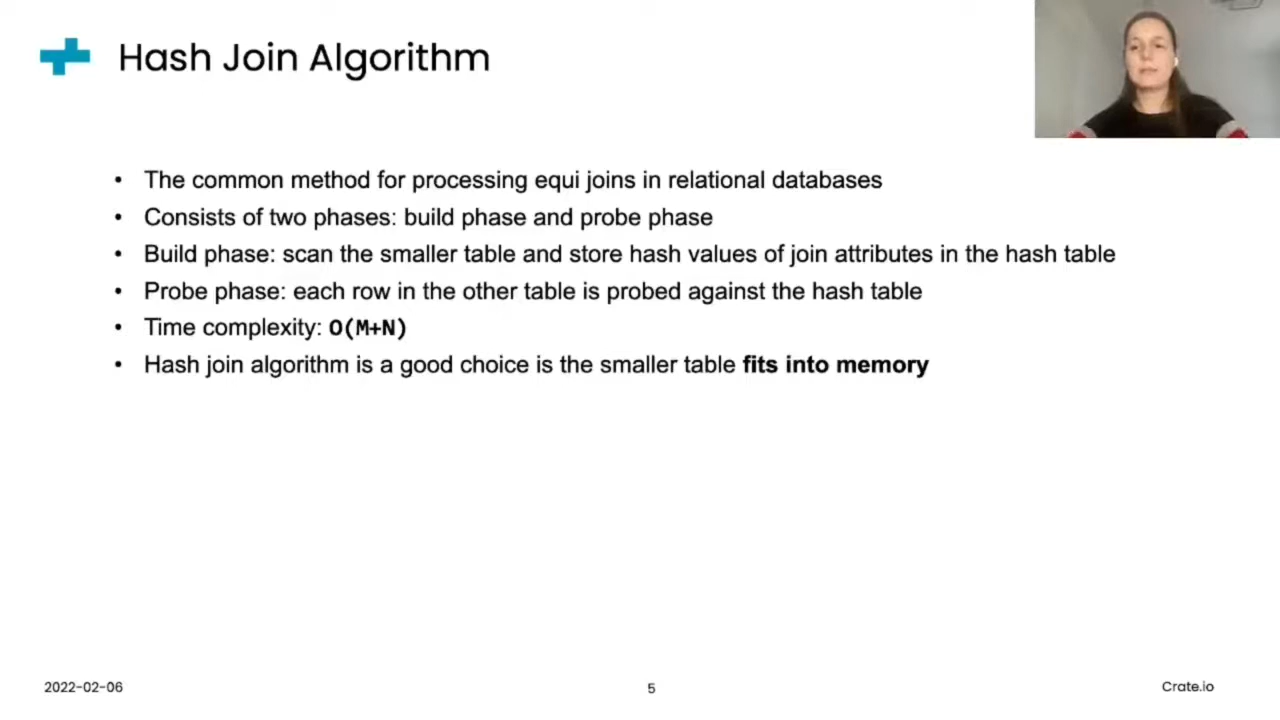 Hash Join Algorithm
• The common method for processing equi joins in relational databases
• Consists of two phases: build phase and probe phase
• Build phase: scan the smaller table and store hash values of join attributes in the hash table
• Probe phase: each row in the other table is probed against the hash table
• Time complexity: O(M+N)
• Hash join algorithm is a good choice is the smaller table fits into memory
2022-02-06
5
Crate.io